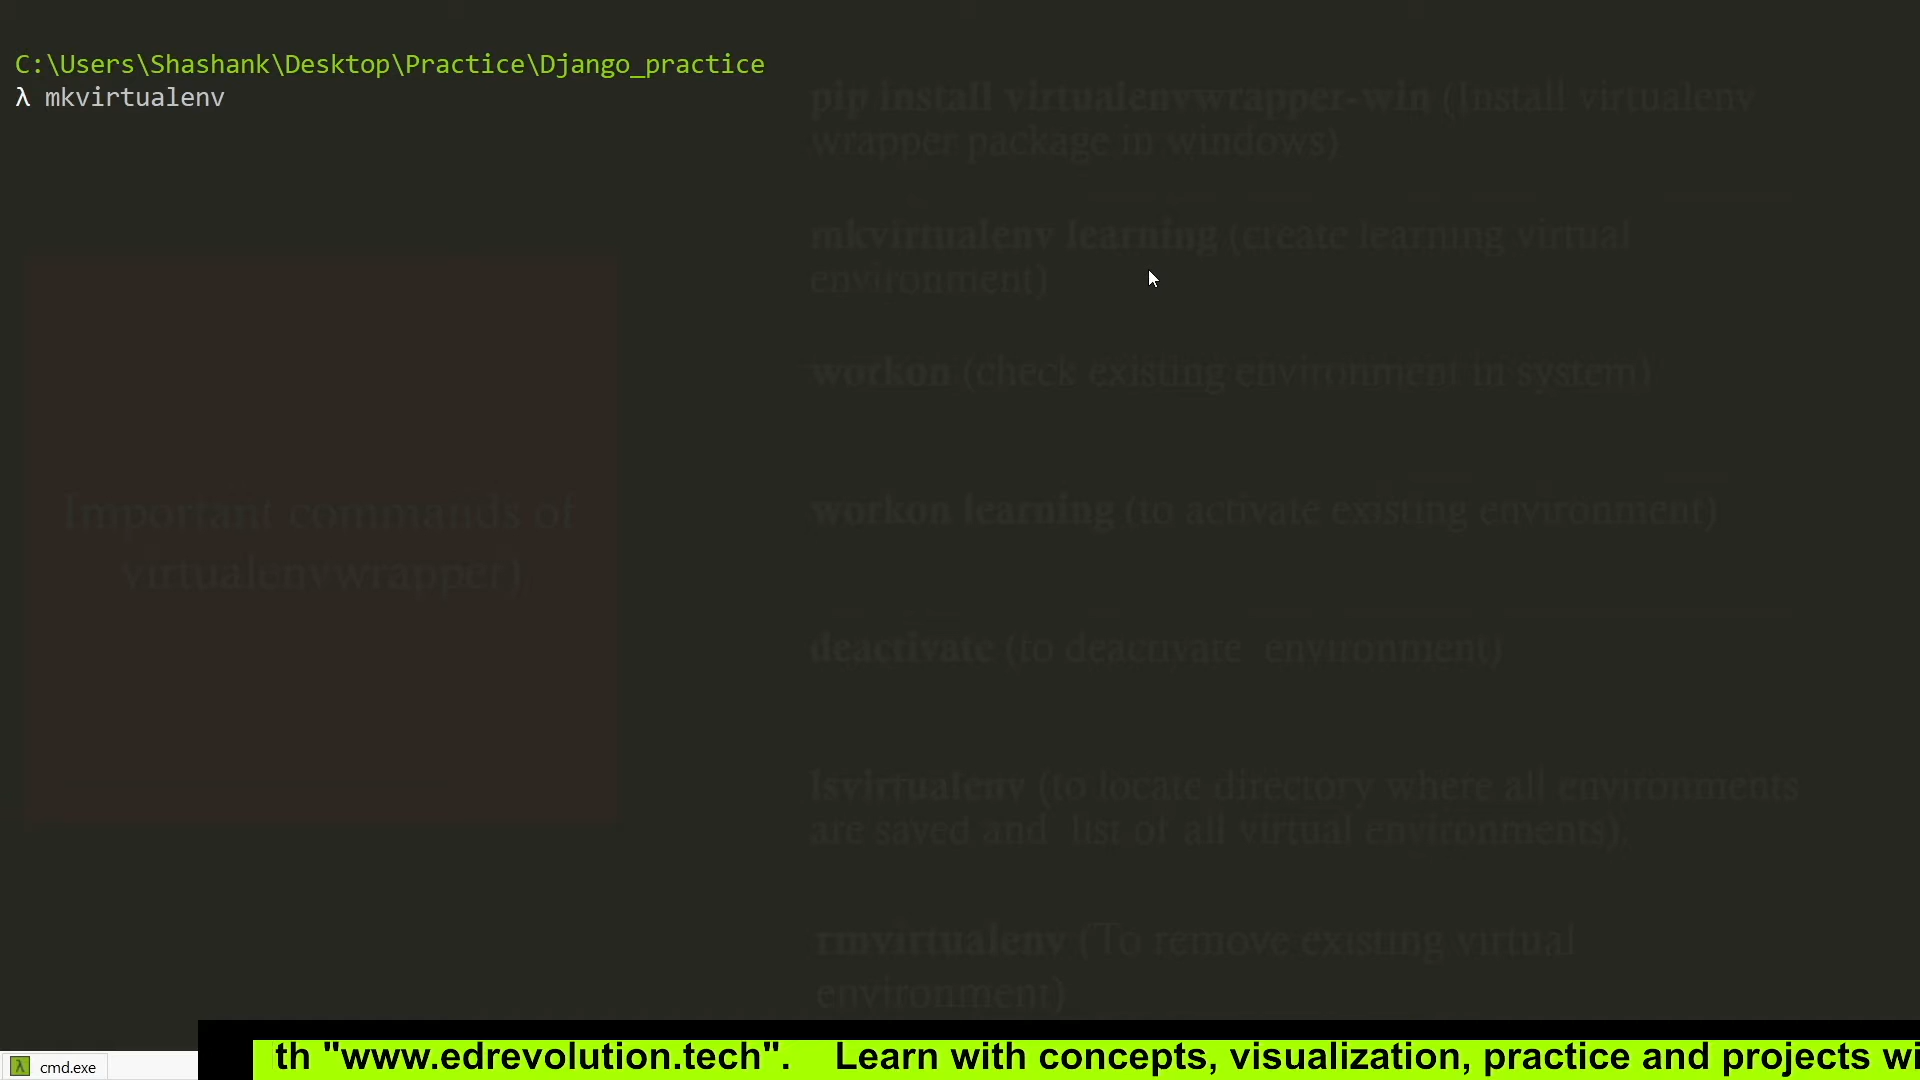 C:\Users\Shashank\Desktop\Practice\Django_practice
λ mkvirtualenv
pip install virtualenvwrapper-win (Install virtualenv
wrapper package in windows)
mkvirtualenv learning (create learning virtual
environment)
workon (check existing environment in system)
Important commands of
virtualenvwrapper)
workon learning (to activate existing environment)
deactivate (to deactivate environment)
lsvirtualenv (to locate directory where all environments
are saved and list of all virtual environments).
rmvirtualenv (To remove existing virtual
environment)
th "www.edrevolution.tech". Learn with concepts, visualization, practice and projects wi
λ cmd.exe